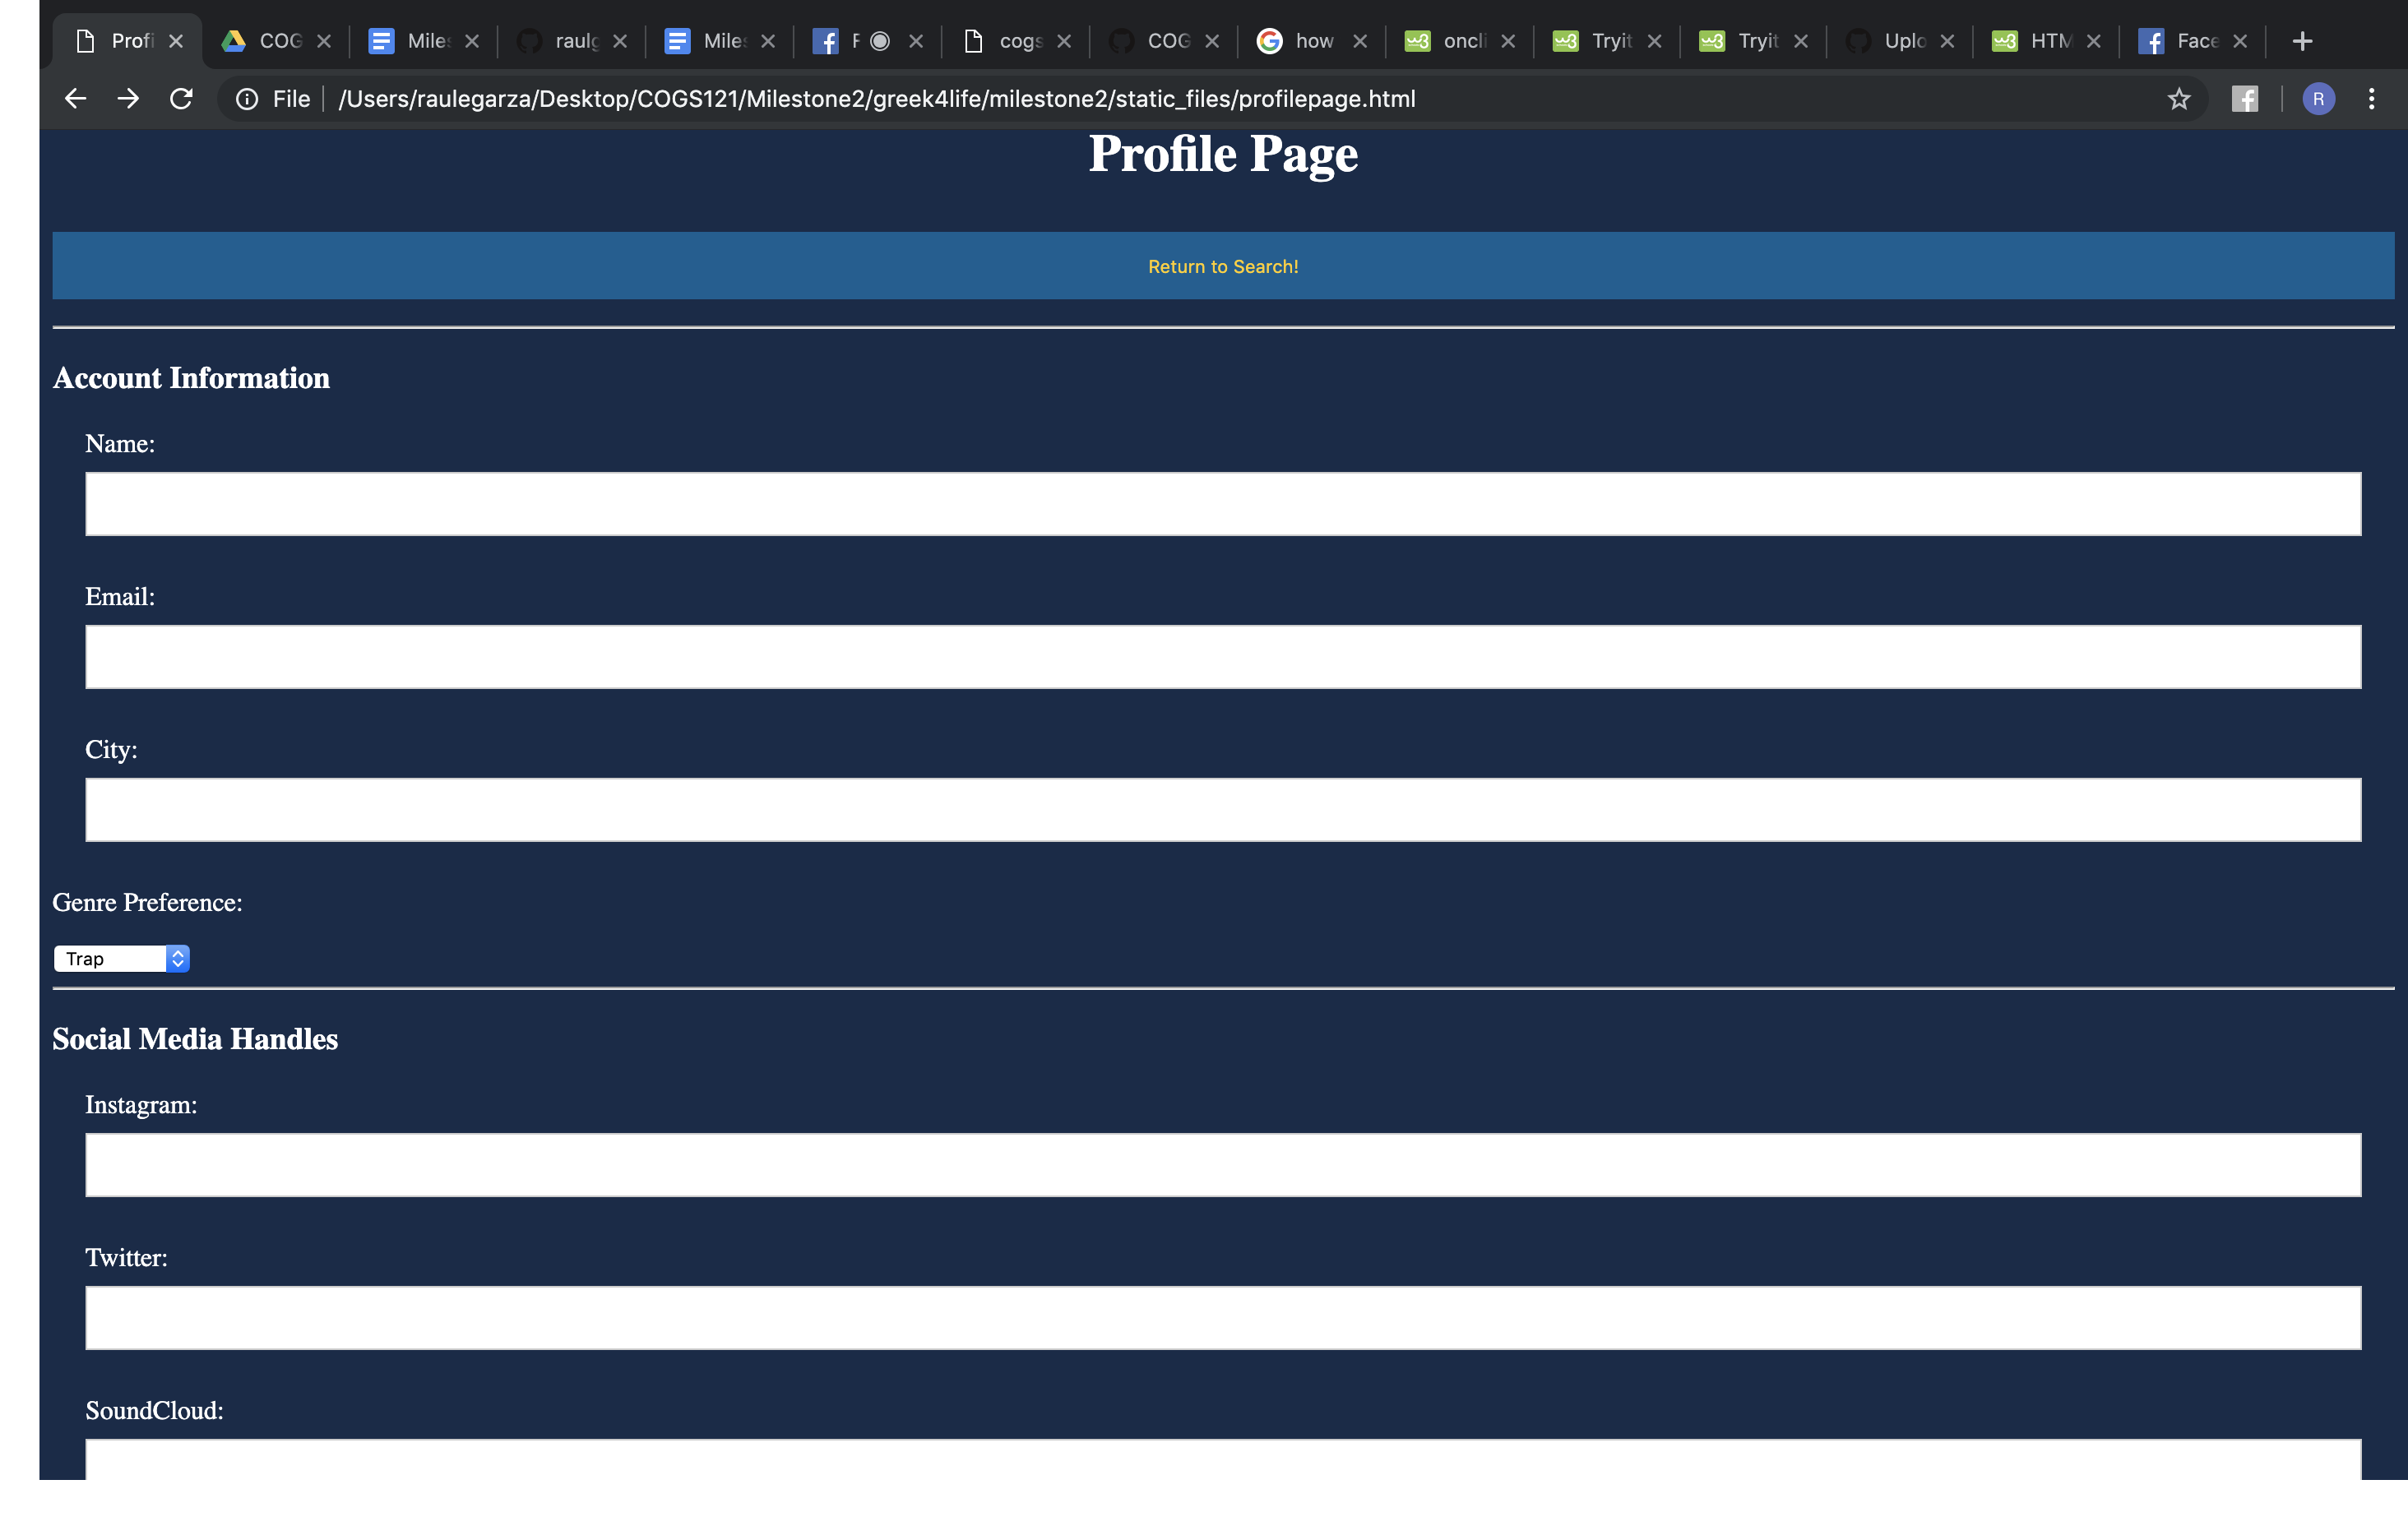 Profi COG Miles raulg Miles F cogs COG how oncli Tryit Tryit Uplo HTM Face
File /Users/raulegarza/Desktop/COGS121/Milestone2/greek4life/milestone2/static_files/profilepage.html R
Profile Page
Return to Search!
Account Information
Name:
Email:
City:
Genre Preference:
Trap
Social Media Handles
Instagram:
Twitter:
SoundCloud: